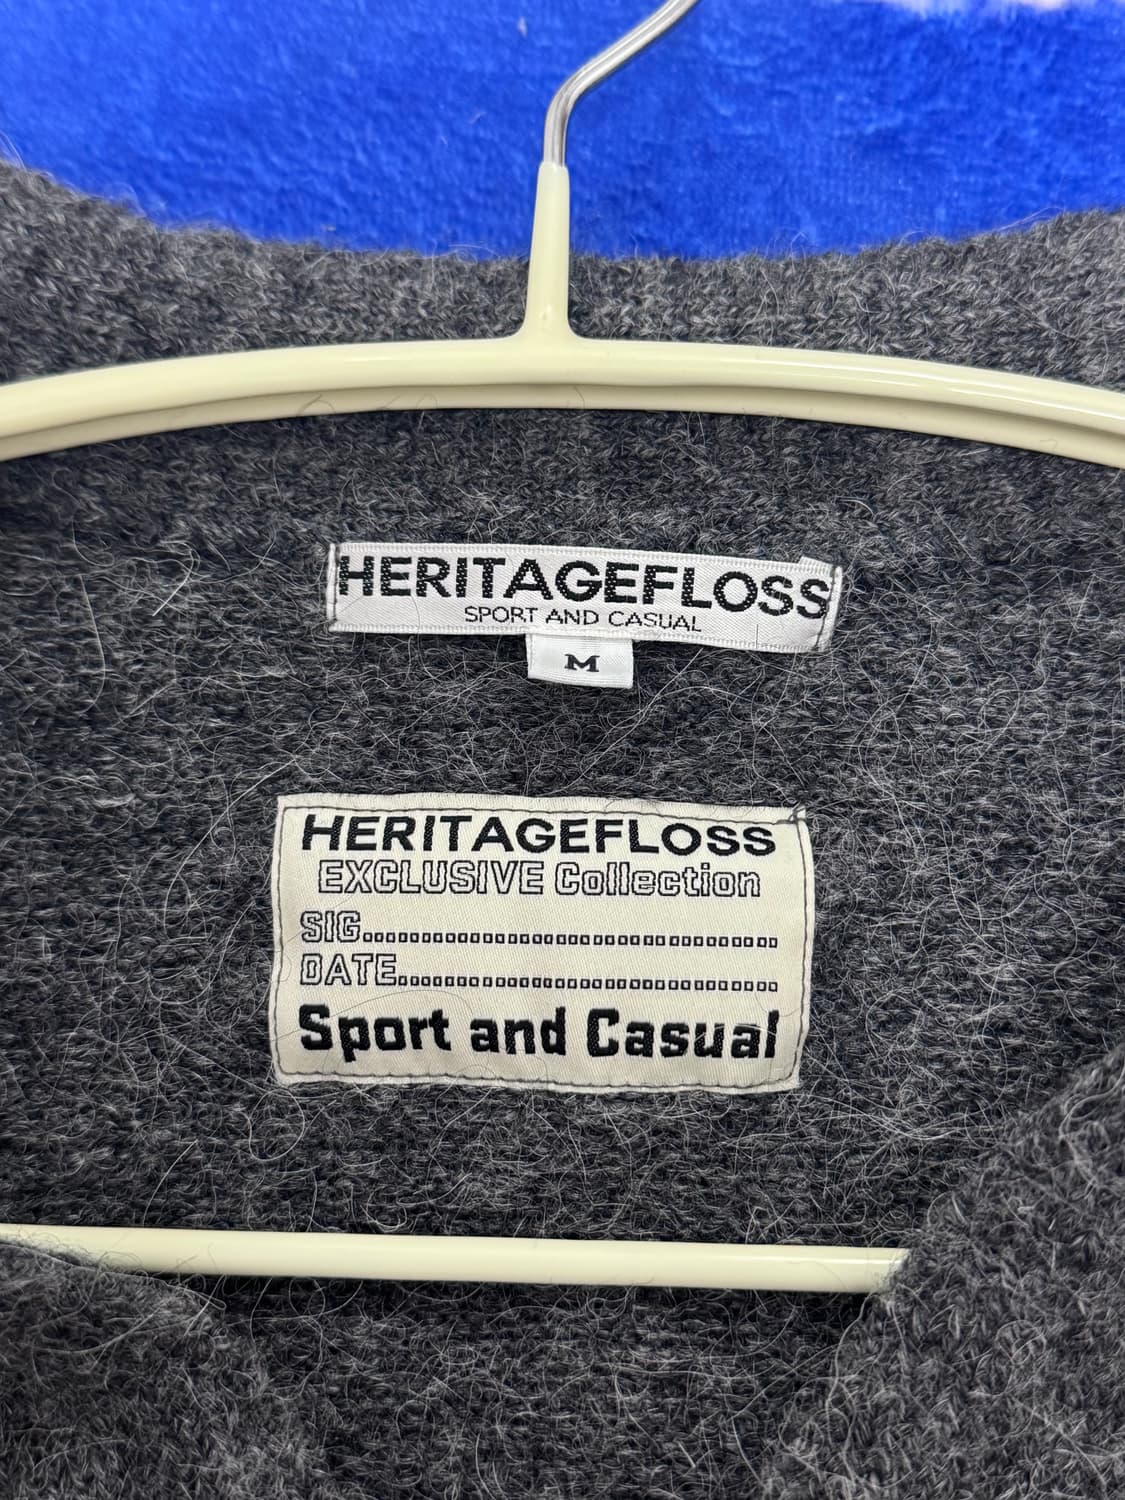 HERITAGEFLOSS
SPORT AND CASUAL
M
HERITAGEFLOSS
EXCLUSIVE Collection
SIG........................................
DATE.....................................
Sport and Casual